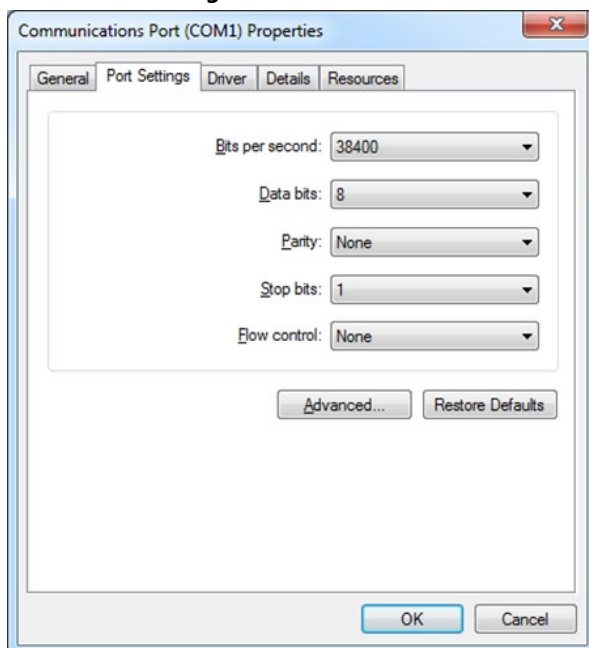 Communications Port (COM1) Properties
General Port Settings Driver Details Resources
Bits per second: 38400
Data bits: 8
Parity: None
Stop bits: 1
Flow control: None
Advanced... Restore Defaults
OK Cancel